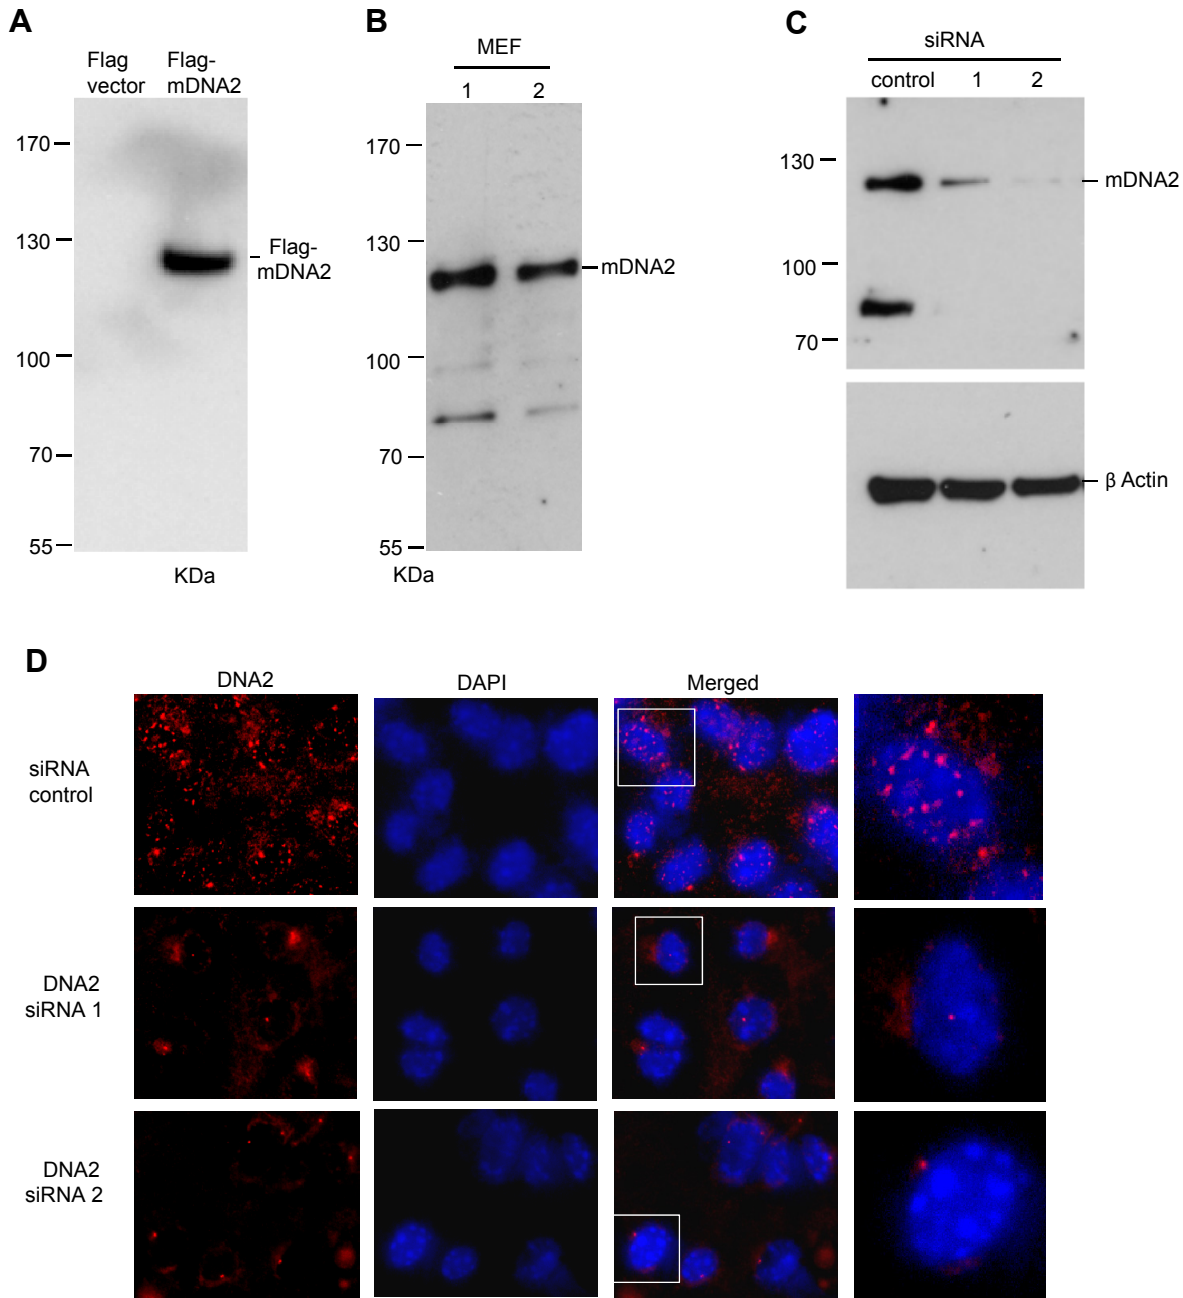 A
Flag
vector
Flag-
mDNA2
170
130
100
70
55
Flag-
mDNA2
KDa
B
MEF
1 2
170
130
100
70
55
mDNA2
KDa
C
siRNA
control 1 2
130
100
70
mDNA2
β Actin
D
DNA2 DAPI Merged
siRNA
control
DNA2
siRNA 1
DNA2
siRNA 2